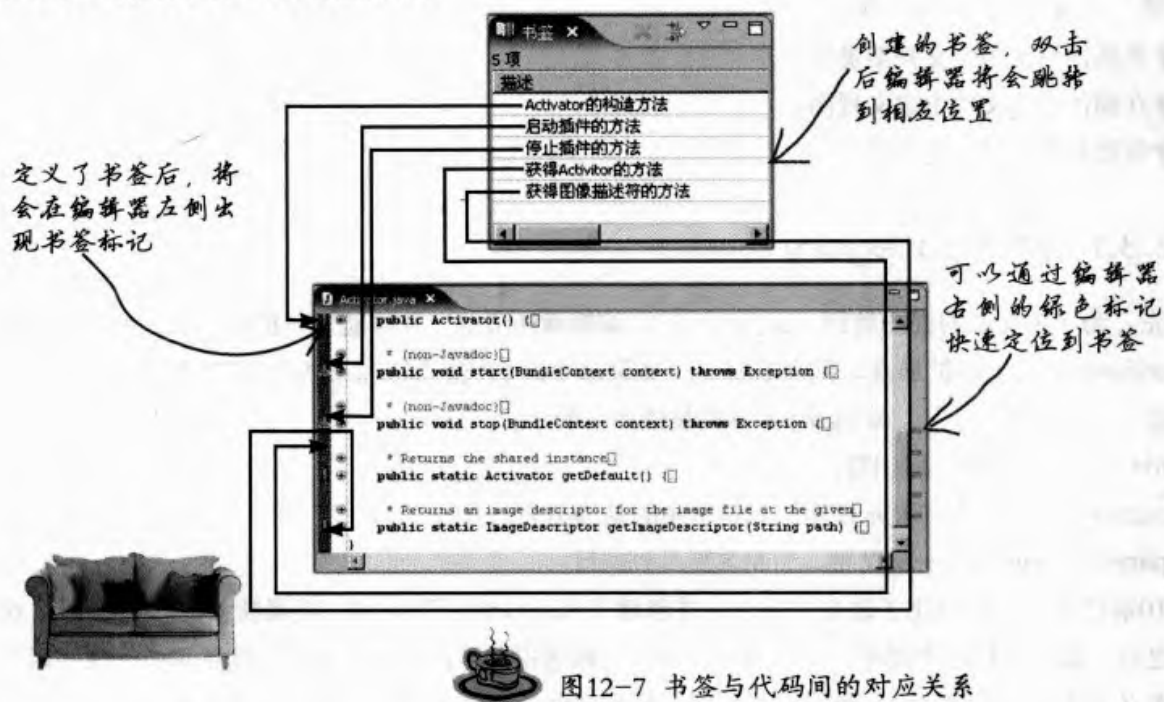 书签
5 项
描述
Activator的构造方法
启动插件的方法
停止插件的方法
获得Activitor的方法
获得图像描述符的方法
创建的书签,双击
后编辑器将会跳转
到相应位置
定义了书签后,将
会在编辑器左侧出
现书签标记
可以通过编辑器
右侧的绿色标记
快速定位到书签
Activator.java
public Activator() {
* (non-Javadoc)
public void start(BundleContext context) throws Exception {
* (non-Javadoc)
public void stop(BundleContext context) throws Exception {
* Returns the shared instance
public static Activator getDefault() {
* Returns an image descriptor for the image file at the given
public static ImageDescriptor getImageDescriptor(String path) {
}
图12-7 书签与代码间的对应关系